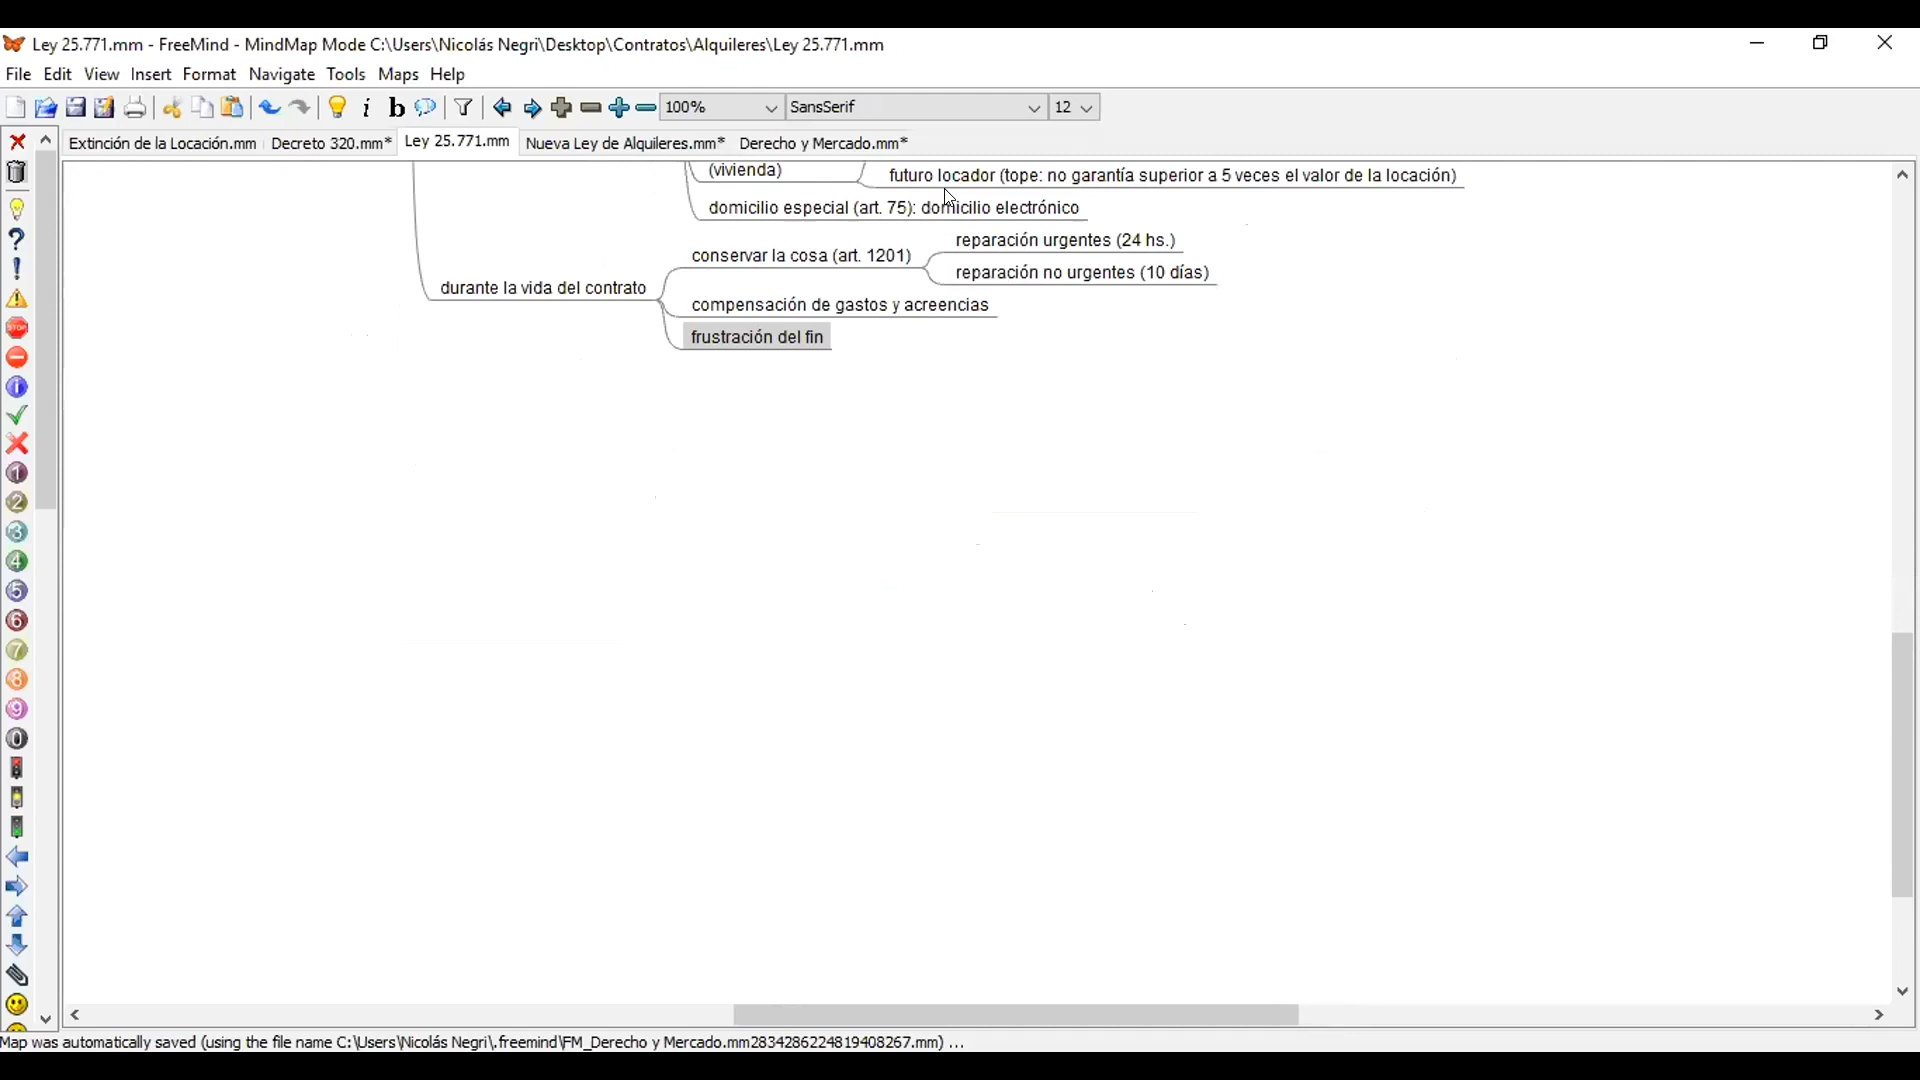 Ley 25.771.mm - FreeMind - MindMap Mode C:\Users\Nicolás Negri\Desktop\Contratos\Alquileres\Ley 25.771.mm
File Edit View Insert Format Navigate Tools Maps Help
100% SansSerif 12
Extinción de la Locación.mm Decreto 320.mm* Ley 25.771.mm Nueva Ley de Alquileres.mm* Derecho y Mercado.mm*
(vivienda)
futuro locador (tope: no garantía superior a 5 veces el valor de la locación)
domicilio especial (art. 75): domicilio electrónico
reparación urgentes (24 hs.)
conservar la cosa (art. 1201)
reparación no urgentes (10 días)
durante la vida del contrato
compensación de gastos y acreencias
frustración del fin
Map was automatically saved (using the file name C:\Users\Nicolás Negri\.freemind\FM_Derecho y Mercado.mm2834286224819408267.mm) ...